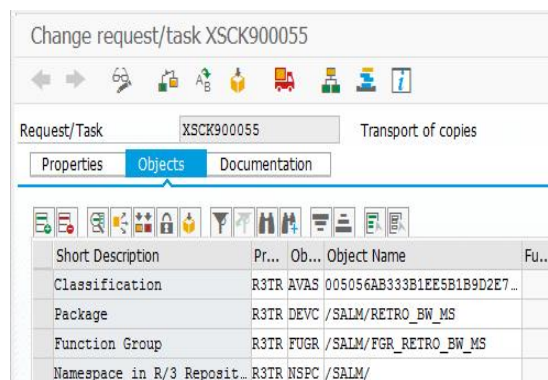 Change request/task XSCK900055
Request/Task XSCK900055 Transport of copies
Properties Objects Documentation
Short Description Pr... Ob... Object Name Fu...
Classification R3TR AVAS 005056AB333B1EE5B1B9D2E7...
Package R3TR DEVC /SALM/RETRO_BW_MS
Function Group R3TR FUGR /SALM/FGR_RETRO_BW_MS
Namespace in R/3 Reposit... R3TR NSPC /SALM/